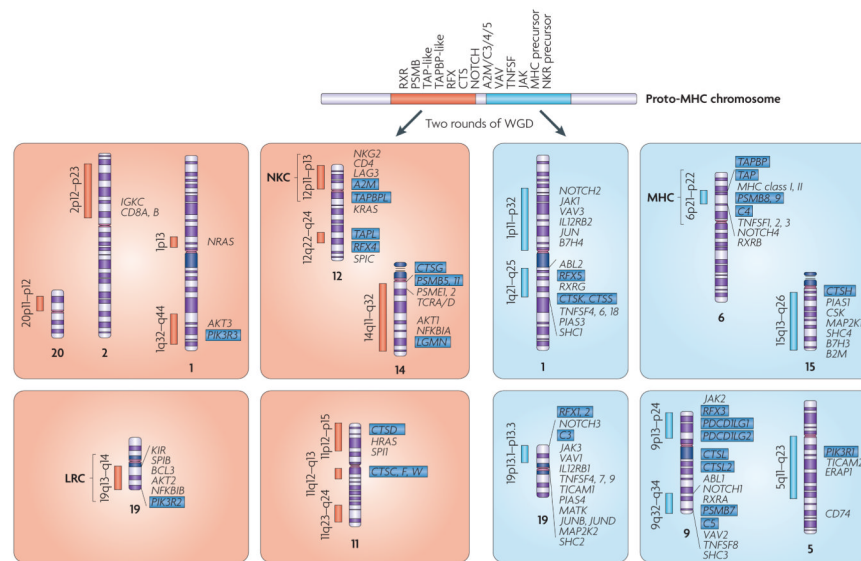 RXR
PSMB
TAP-like
TAPBP-like
RFX
CTS
NOTCH
A2M/C3/4/5
VAV
TNFSF
JAK
MHC precursor
NKR precursor
Proto-MHC chromosome
Two rounds of WGD
2p12–p23
IGKC
CD8A, B
20p11–p12
20
2
1p13
NRAS
1q32–q44
AKT3
PIK3R3
1
NKC
12p11–p13
NKG2
CD4
LAG3
A2M
TAPBPL
KRAS
12q22–q24
TAPL
RFX4
SPIC
12
14q11–q32
CTSG
PSMB5, 11
PSME1, 2
TCRA/D
AKT1
NFKBIA
LGMN
14
1p11–p32
NOTCH2
JAK1
VAV3
IL12RB2
JUN
B7H4
1q21–q25
ABL2
RFX5
RXRG
CTSK, CTSS
TNFSF4, 6, 18
PIAS3
SHC1
1
MHC
6p21–p22
TAPBP
TAP
MHC class I, II
PSMB8, 9
C4
TNFSF1, 2, 3
NOTCH4
RXRB
6
15q13–q26
CTSH
PIAS1
CSK
MAP2K
SHC4
B7H3
B2M
15
LRC
19q13–q14
KIR
SPIB
BCL3
AKT2
NFKBIB
PIK3R2
19
11p12–p15
CTSD
HRAS
SPI1
11q12–q13
CTSC, F, W
11q23–q24
11
19p13.1–p13.3
RFX1, 2
NOTCH3
C3
JAK3
VAV1
IL12RB1
TNFSF4, 7, 9
TICAM1
PIAS4
MATK
JUNB, JUND
MAP2K2
SHC2
19
9p13–p24
JAK2
RFX3
PDCD1LG1
PDCD1LG2
CTSL
CTSL2
ABL1
NOTCH1
RXRA
9q32–q34
PSMB7
C5
VAV2
TNFSF8
SHC3
9
5q11–q23
PIK3R1
TICAM2
ERAP1
CD74
5